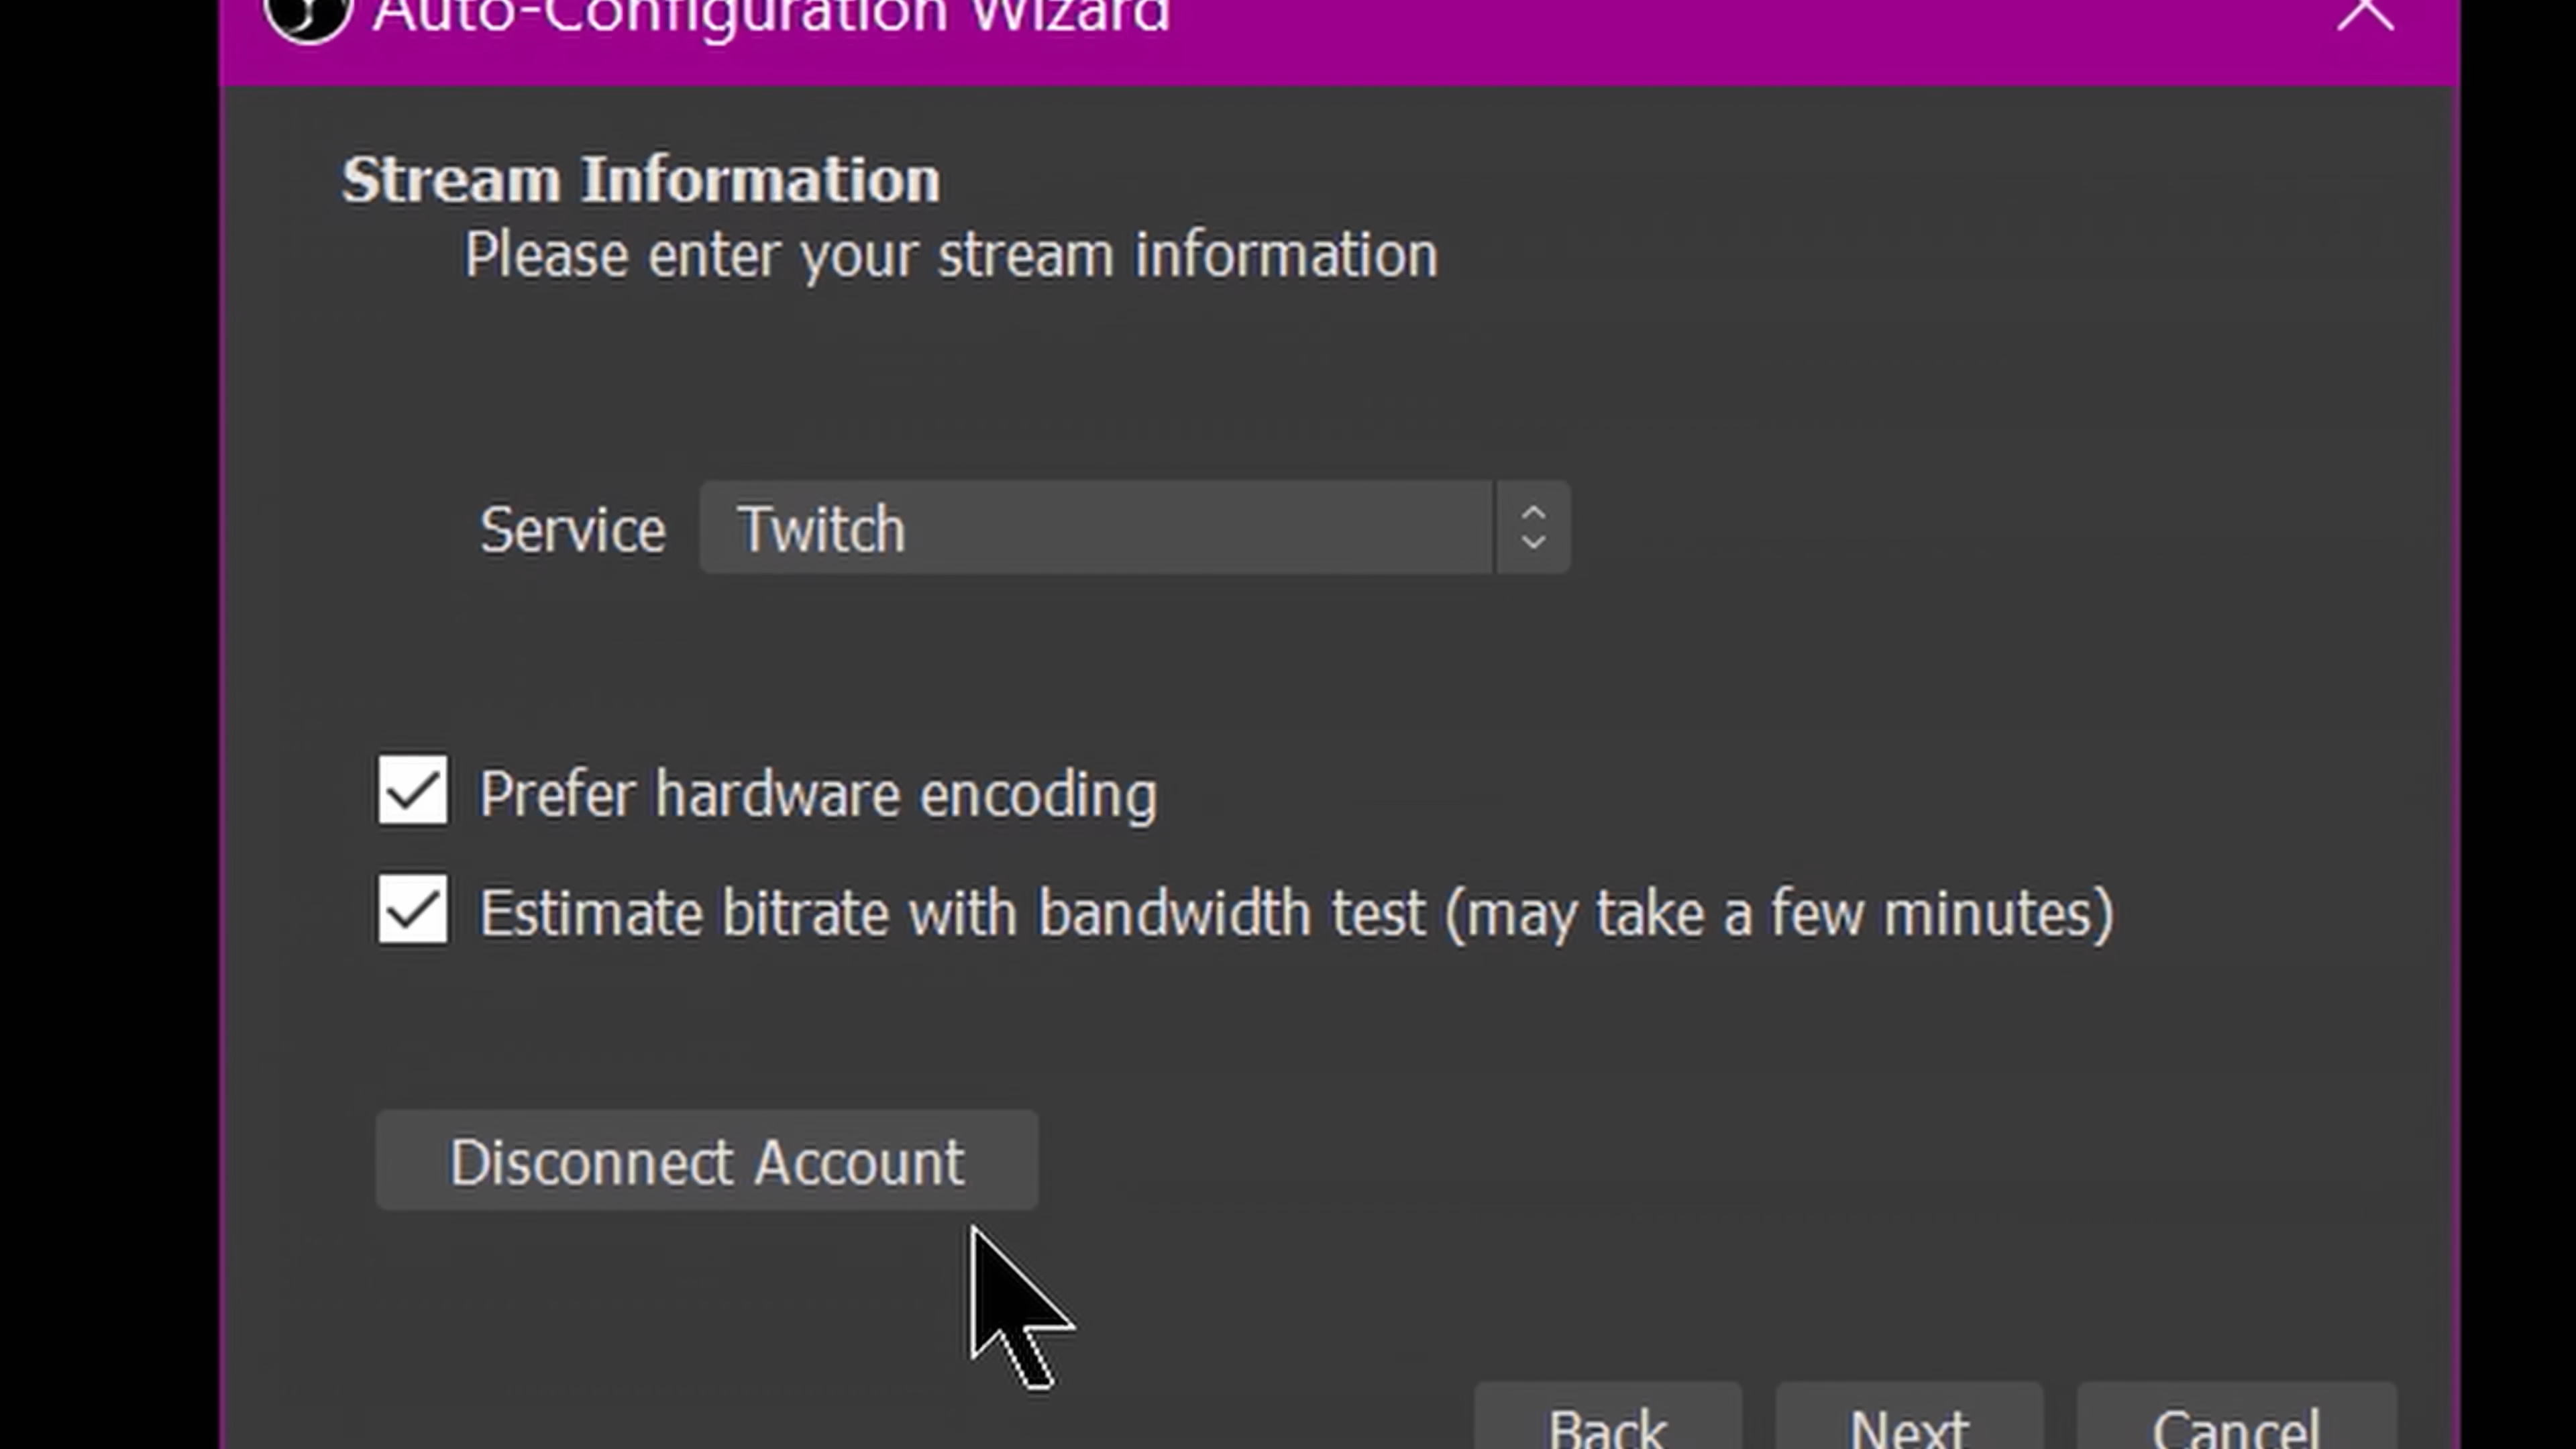 Auto-Configuration Wizard
Stream Information
Please enter your stream information
Service Twitch
Prefer hardware encoding
Estimate bitrate with bandwidth test (may take a few minutes)
Disconnect Account
Back Next Cancel